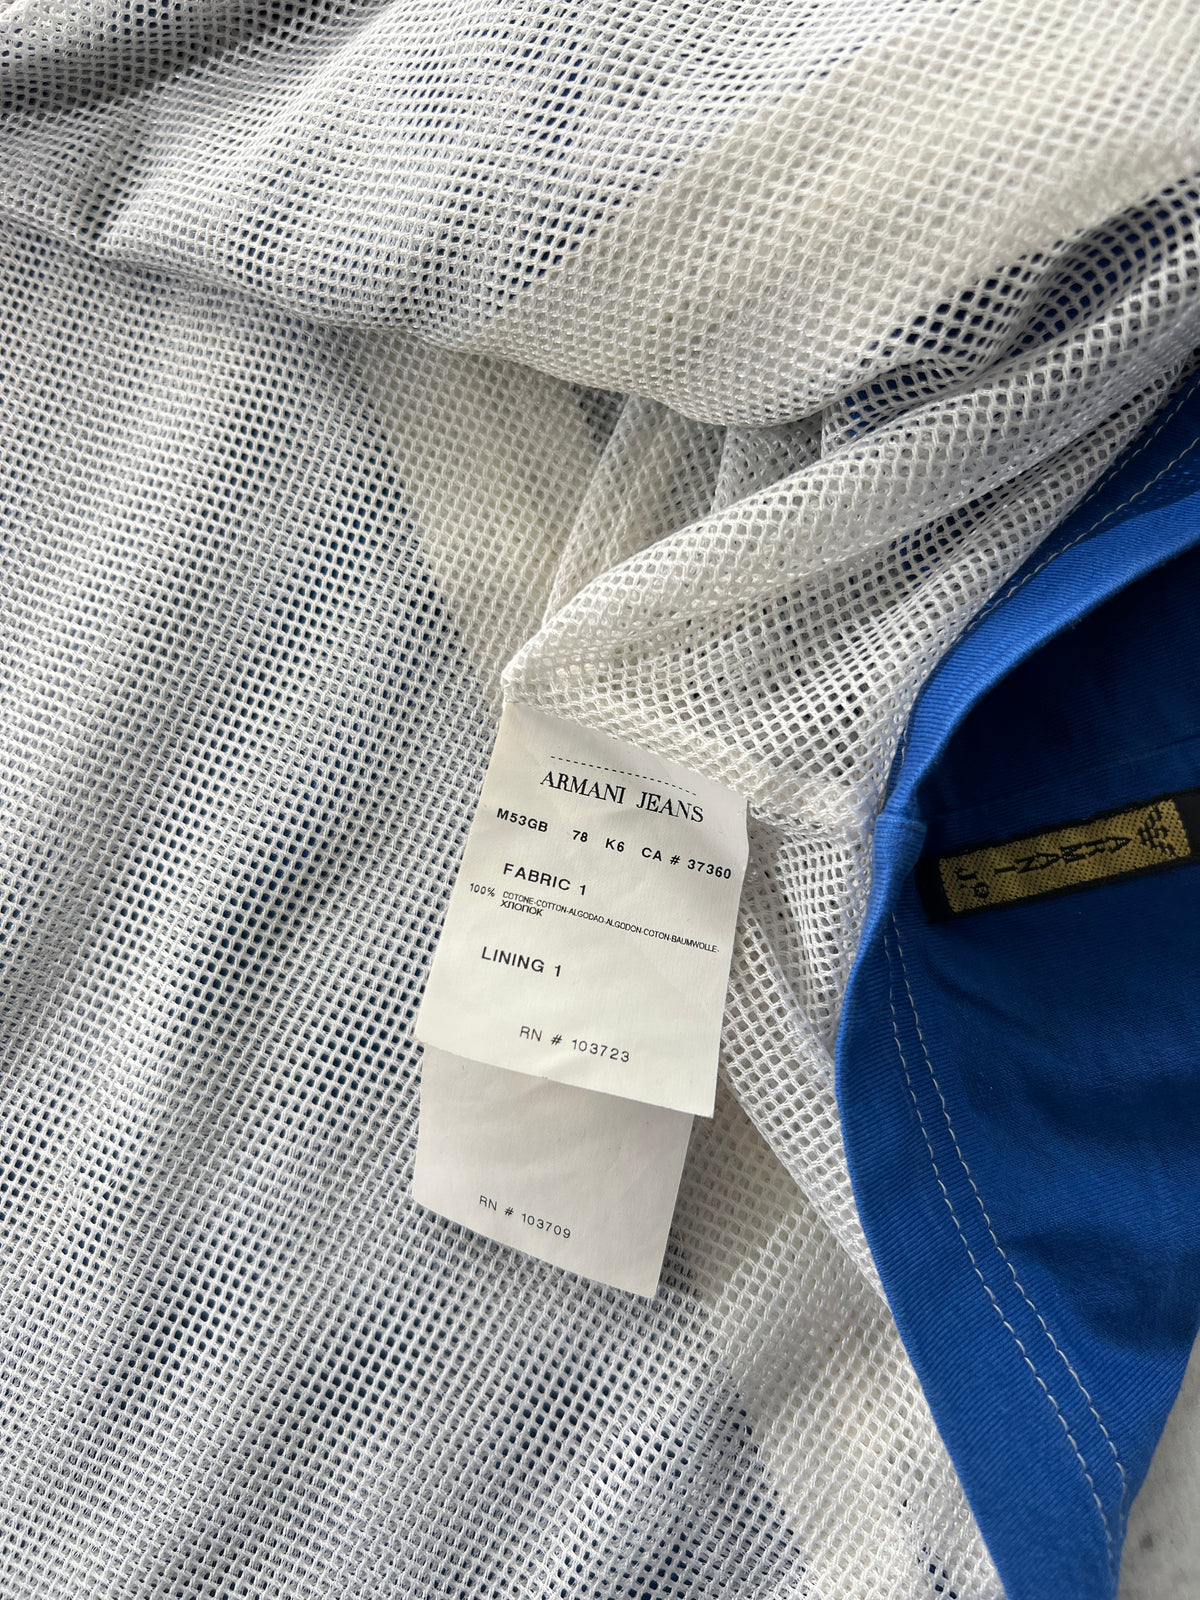 ARMANI JEANS
M53GB 78 K6 CA # 37360
FABRIC 1
100% COTONE-COTTON-ALGODAO-ALGODON-COTON-BAUMWOLLE-
ХЛОПОК
LINING 1
RN # 103723
RN # 103709
ARMANI